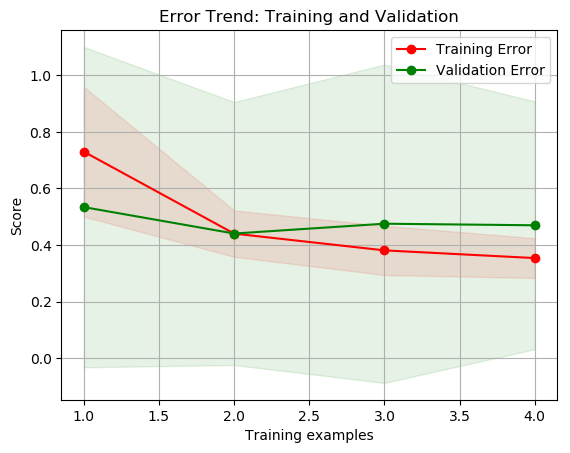 Error Trend: Training and Validation
Training Error
Validation Error
1.0
0.8
0.6
0.4
0.2
0.0
Score
1.0 1.5 2.0 2.5 3.0 3.5 4.0
Training examples